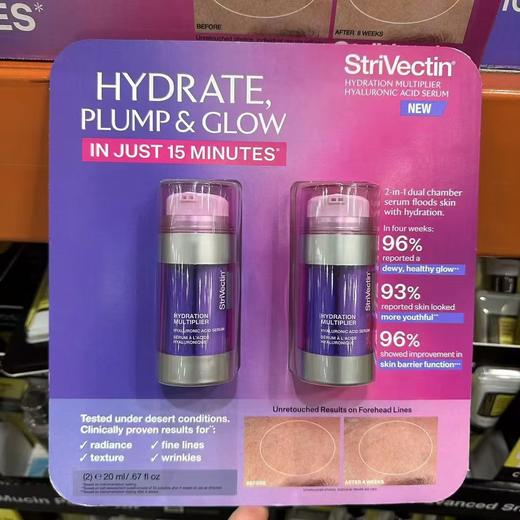 ES*
BEFORE
AFTER 8 WEEKS
StriVectin®
HYDRATION MULTIPLIER
HYALURONIC ACID SERUM
NEW
HYDRATE,
PLUMP & GLOW
IN JUST 15 MINUTES*
2-in-1 dual chamber
serum floods skin
with hydration.
In four weeks:
96%
reported a
dewy, healthy glow**
93%
reported skin looked
more youthful**
96%
showed improvement in
skin barrier function***
StriVectin®
HYDRATION
MULTIPLIER
HYALURONIC ACID SERUM
SÉRUM À L'ACIDE
HYALURONIQUE
StriVectin®
HYDRATION
MULTIPLIER
HYALURONIC ACID SERUM
SÉRUM À L'ACIDE
HYALURONIQUE
Tested under desert conditions.
Clinically proven results for
✓ radiance ✓ fine lines
✓ texture ✓ wrinkles
(2) e 20 ml/.67 fl oz
Unretouched Results on Forehead Lines
BEFORE
AFTER 4 WEEKS
Mucin
Advanced Sn